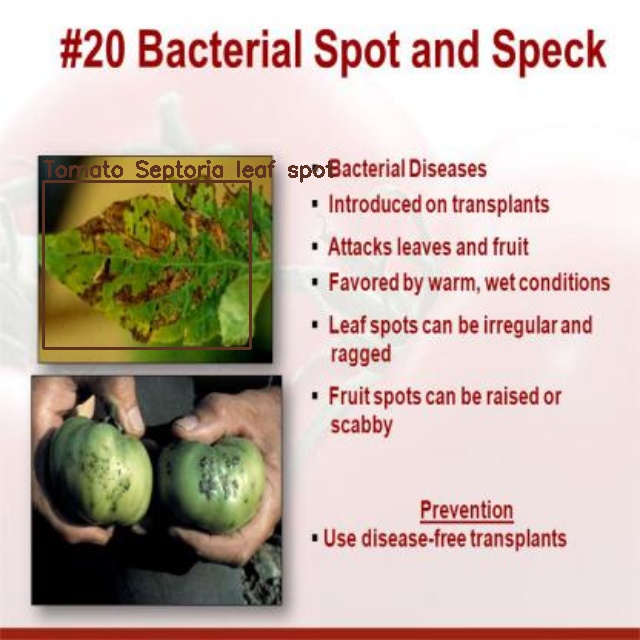 #20 Bacterial Spot and Speck
Tomato Septoria leaf spot
▪ Bacterial Diseases
▪ Introduced on transplants
▪ Attacks leaves and fruit
▪ Favored by warm, wet conditions
▪ Leaf spots can be irregular and
ragged
▪ Fruit spots can be raised or
scabby
Prevention
▪ Use disease-free transplants